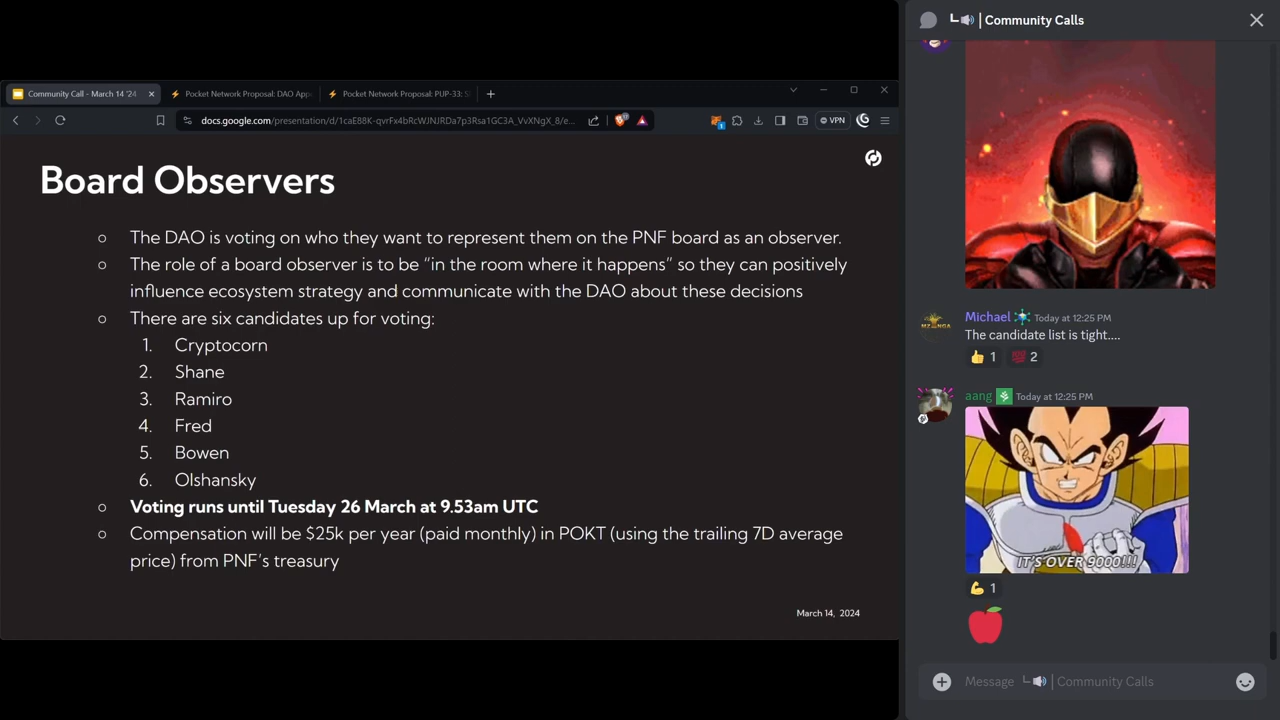 Community Call - March 14 '24
Pocket Network Proposal: DAO App
Pocket Network Proposal: PUP-33: S
docs.google.com/presentation/d/1caE88K-qvrFx4bRcWJNJRDa7p3Rsa1GC3A_VvXNgX_8/e...
VPN
Board Observers
○ The DAO is voting on who they want to represent them on the PNF board as an observer.
○ The role of a board observer is to be “in the room where it happens” so they can positively
influence ecosystem strategy and communicate with the DAO about these decisions
○ There are six candidates up for voting:
1. Cryptocorn
2. Shane
3. Ramiro
4. Fred
5. Bowen
6. Olshansky
○ Voting runs until Tuesday 26 March at 9.53am UTC
○ Compensation will be $25k per year (paid monthly) in POKT (using the trailing 7D average
price) from PNF’s treasury
March 14, 2024
Community Calls
Michael Today at 12:25 PM
The candidate list is tight....
👍 1 💯 2
aang Today at 12:25 PM
IT'S OVER 9000!!!
💪 1
Message Community Calls